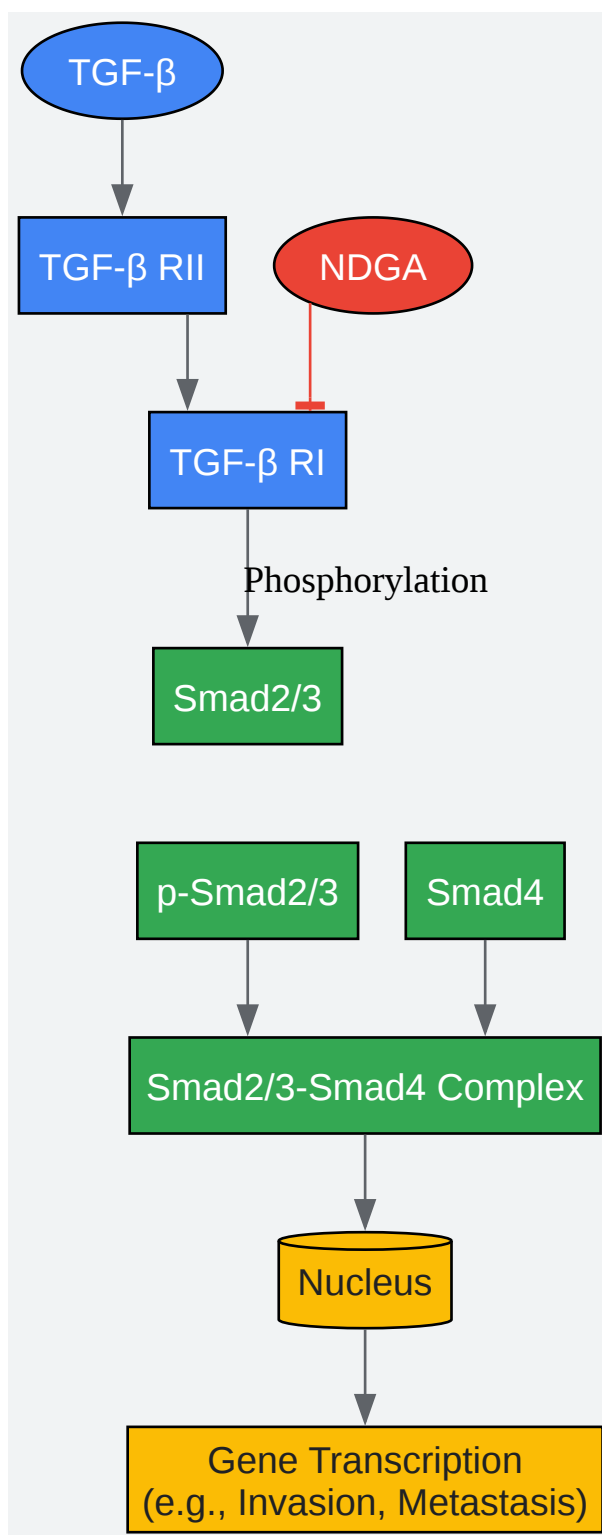 TGF-β
TGF-β RII
NDGA
TGF-β RI
Phosphorylation
Smad2/3
p-Smad2/3
Smad4
Smad2/3-Smad4 Complex
Nucleus
Gene Transcription
(e.g., Invasion, Metastasis)